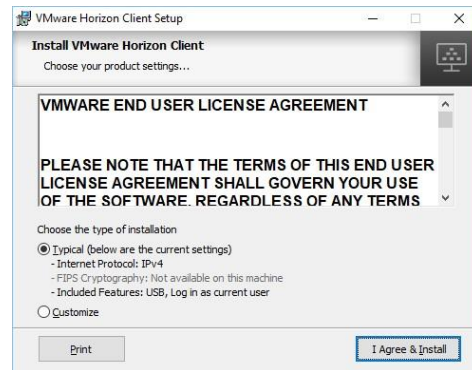 VMware Horizon Client Setup
Install VMware Horizon Client
Choose your product settings...
VMWARE END USER LICENSE AGREEMENT
PLEASE NOTE THAT THE TERMS OF THIS END USER
LICENSE AGREEMENT SHALL GOVERN YOUR USE
OF THE SOFTWARE, REGARDLESS OF ANY TERMS
Choose the type of installation
Typical (below are the current settings)
- Internet Protocol: IPv4
- FIPS Cryptography: Not available on this machine
- Included Features: USB, Log in as current user
Customize
Print
I Agree & Install